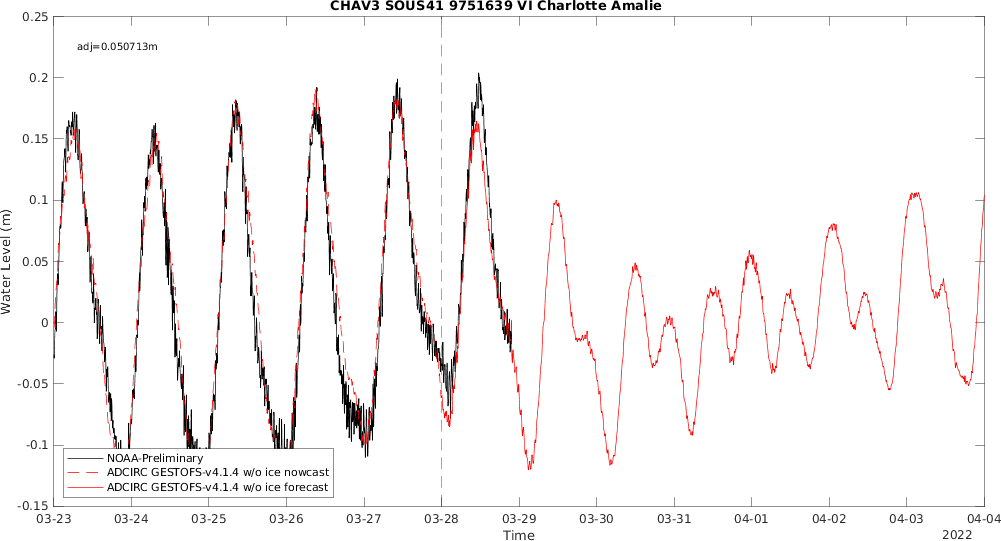 CHAV3 SOUS41 9751639 VI Charlotte Amalie
0.25
adj=0.050713m
0.2
0.15
0.1
0.05
0
-0.05
-0.1
-0.15
Water Level (m)
NOAA-Preliminary
ADCIRC GESTOFS-v4.1.4 w/o ice nowcast
ADCIRC GESTOFS-v4.1.4 w/o ice forecast
03-23 03-24 03-25 03-26 03-27 03-28 03-29 03-30 03-31 04-01 04-02 04-03 04-04
Time 2022